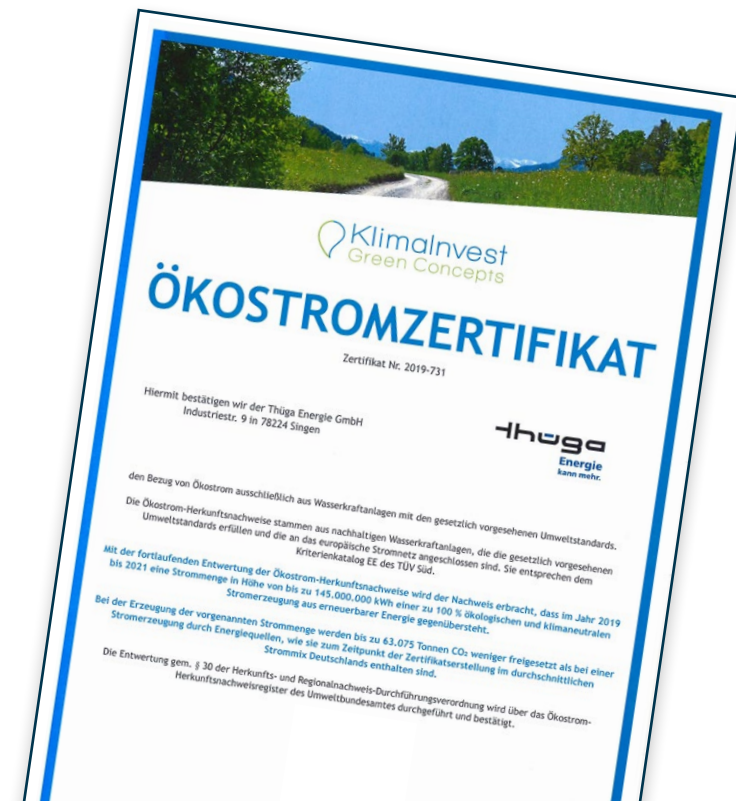 KlimaInvest
Green Concepts
ÖKOSTROMZERTIFIKAT
Zertifikat Nr. 2019-731
Hiermit bestätigen wir der Thüga Energie GmbH
Industriestr. 9 in 78224 Singen
thüga
Energie
kann mehr.
den Bezug von Ökostrom ausschließlich aus Wasserkraftanlagen mit den gesetzlich vorgesehenen Umweltstandards.
Die Ökostrom-Herkunftsnachweise stammen aus nachhaltigen Wasserkraftanlagen, die die gesetzlich vorgesehenen
Umweltstandards erfüllen und die an das europäische Stromnetz angeschlossen sind. Sie entsprechen dem
Kriterienkatalog EE des TÜV Süd.
Mit der fortlaufenden Entwertung der Ökostrom-Herkunftsnachweise wird der Nachweis erbracht, dass im Jahr 2019
bis 2021 eine Strommenge in Höhe von bis zu 145.000.000 kWh einer zu 100 % ökologischen und klimaneutralen
Stromerzeugung aus erneuerbarer Energie gegenübersteht.
Bei der Erzeugung der vorgenannten Strommenge werden bis zu 63.075 Tonnen CO₂ weniger freigesetzt als bei einer
Stromerzeugung durch Energiequellen, wie sie zum Zeitpunkt der Zertifikatserstellung im durchschnittlichen
Strommix Deutschlands enthalten sind.
Die Entwertung gem. § 30 der Herkunfts- und Regionalnachweis-Durchführungsverordnung wird über das Ökostrom-
Herkunftsnachweisregister des Umweltbundesamtes durchgeführt und bestätigt.